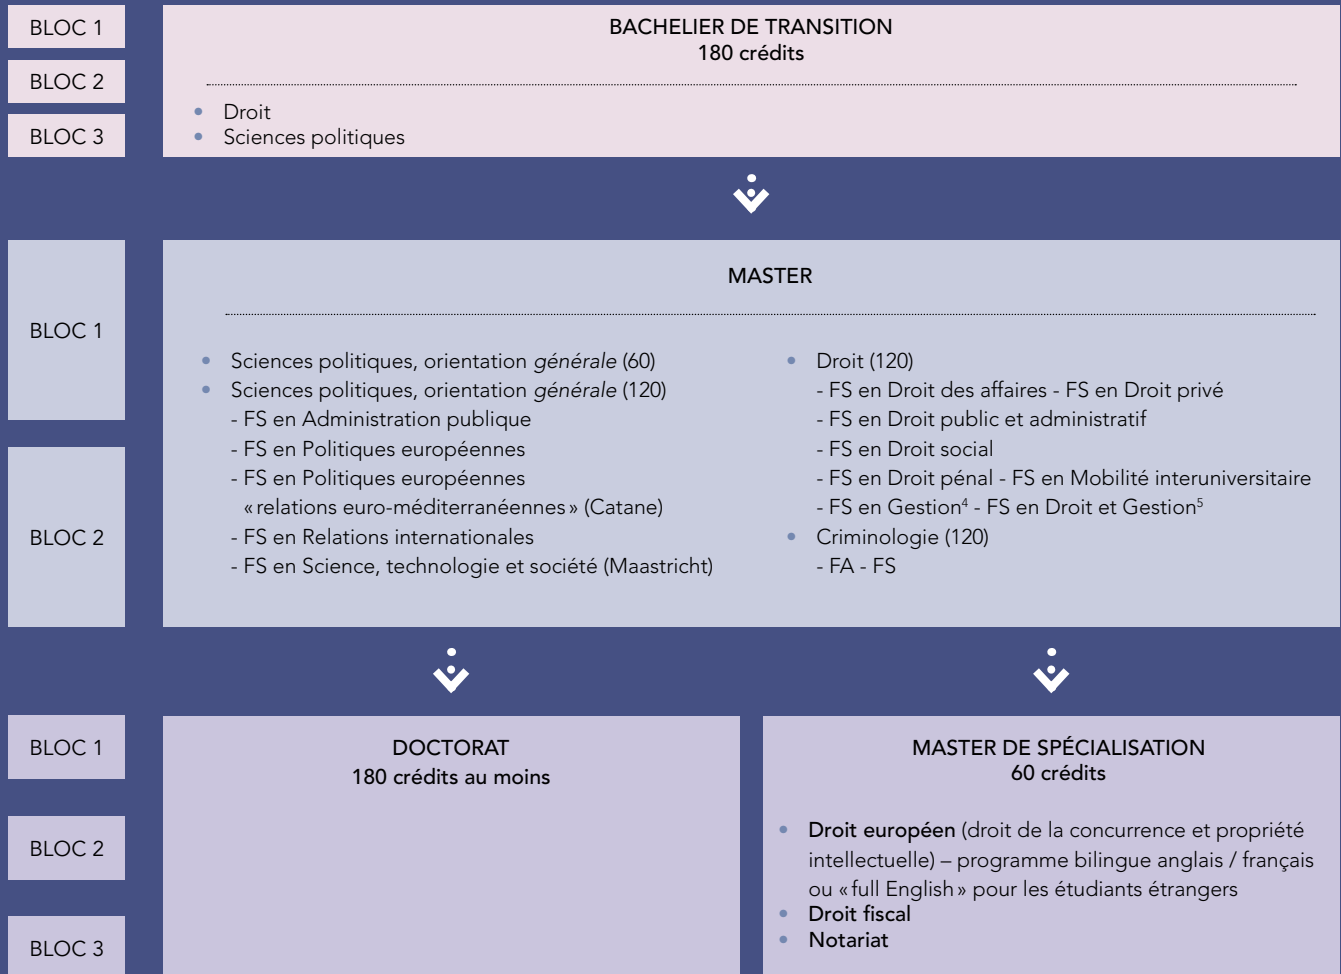 BLOC 1
BLOC 2
BLOC 3
BACHELIER DE TRANSITION
180 crédits
• Droit
• Sciences politiques
BLOC 1
BLOC 2
MASTER
• Sciences politiques, orientation générale (60)
• Sciences politiques, orientation générale (120)
- FS en Administration publique
- FS en Politiques européennes
- FS en Politiques européennes
« relations euro-méditerranéennes » (Catane)
- FS en Relations internationales
- FS en Science, technologie et société (Maastricht)
• Droit (120)
- FS en Droit des affaires - FS en Droit privé
- FS en Droit public et administratif
- FS en Droit social
- FS en Droit pénal - FS en Mobilité interuniversitaire
- FS en Gestion⁴ - FS en Droit et Gestion⁵
• Criminologie (120)
- FA - FS
BLOC 1
BLOC 2
BLOC 3
DOCTORAT
180 crédits au moins
MASTER DE SPÉCIALISATION
60 crédits
• Droit européen (droit de la concurrence et propriété
intellectuelle) – programme bilingue anglais / français
ou « full English » pour les étudiants étrangers
• Droit fiscal
• Notariat